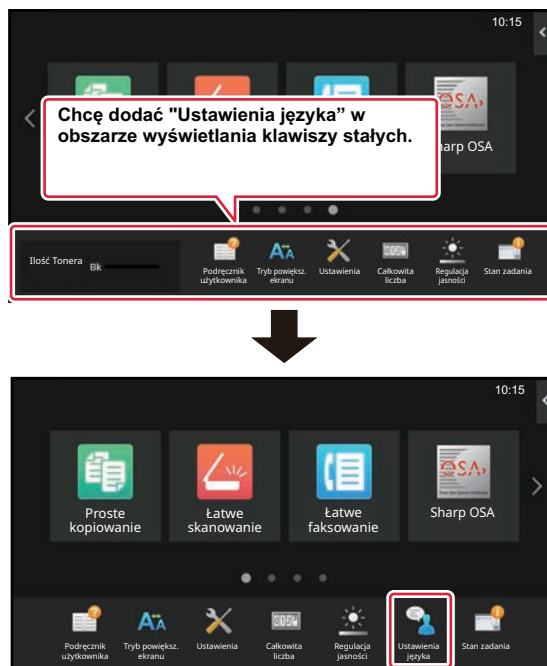 10:15
Chcę dodać "Ustawienia języka” w
obszarze wyświetlania klawiszy stałych.
Sharp OSA
Ilość Tonera
Bk
Podręcznik
użytkownika
Tryb powiększ.
ekranu
Ustawienia
Całkowita
liczba
Regulacja
jasności
Stan zadania
10:15
Proste
kopiowanie
Łatwe
skanowanie
Łatwe
faksowanie
OSA
Sharp OSA
Podręcznik
użytkownika
Tryb powiększ.
ekranu
Ustawienia
Całkowita
liczba
Regulacja
jasności
Ustawienia
języka
Stan zadania